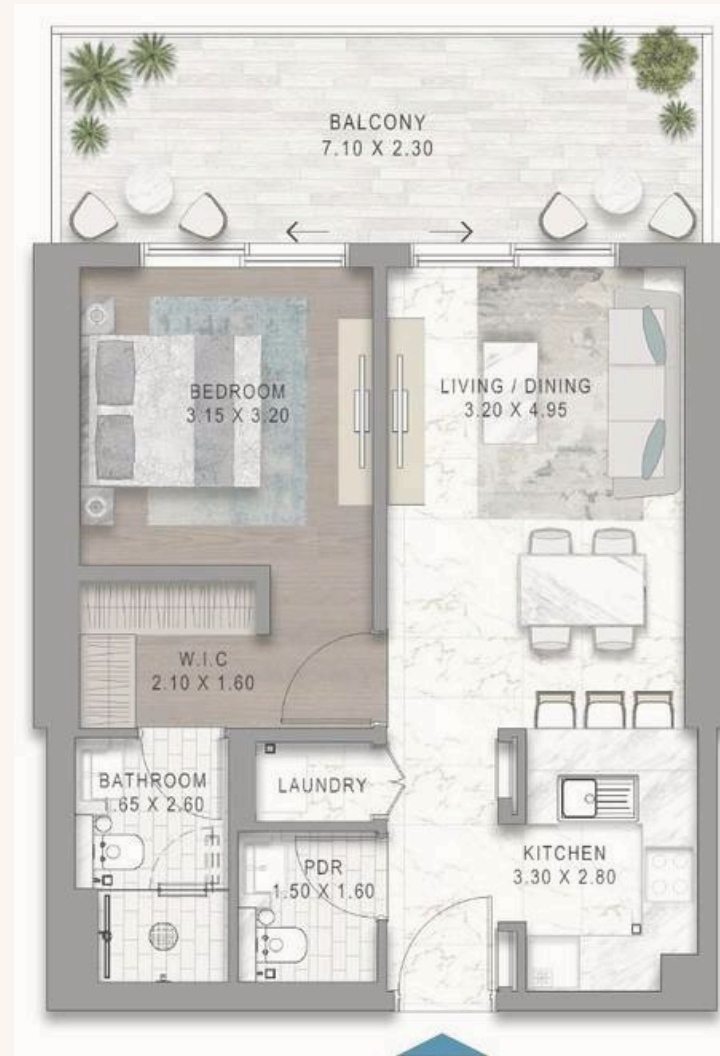 BALCONY
7.10 X 2.30
BEDROOM
3.15 X 3.20
LIVING / DINING
3.20 X 4.95
W.I.C
2.10 X 1.60
BATHROOM
1.65 X 2.60
LAUNDRY
PDR
1.50 X 1.60
KITCHEN
3.30 X 2.80